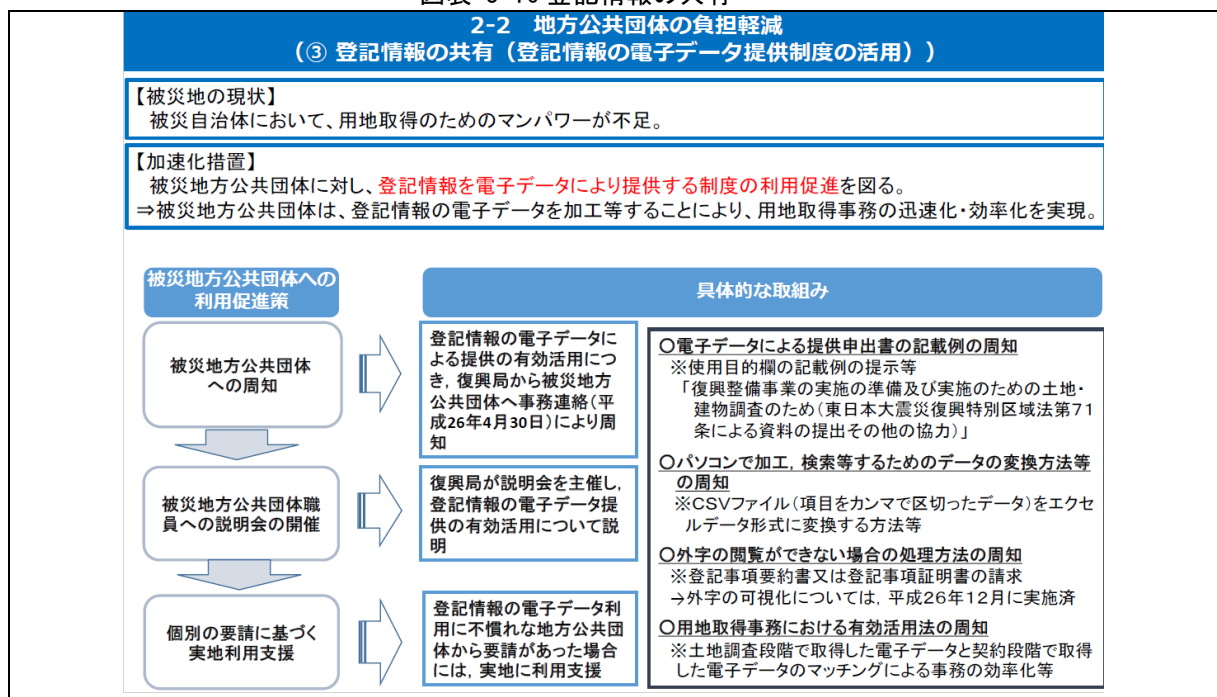 2-2 地方公共団体の負担軽減
(③ 登記情報の共有(登記情報の電子データ提供制度の活用))
【被災地の現状】
被災自治体において、用地取得のためのマンパワーが不足。
【加速化措置】
被災地方公共団体に対し、登記情報を電子データにより提供する制度の利用促進を図る。
⇒被災地方公共団体は、登記情報の電子データを加工等することにより、用地取得事務の迅速化・効率化を実現。
被災地方公共団体への
利用促進策
具体的な取組み
被災地方公共団体
への周知
登記情報の電子データに
よる提供の有効活用につ
き,復興局から被災地方
公共団体へ事務連絡(平
成26年4月30日)により周
知
被災地方公共団体職
員への説明会の開催
復興局が説明会を主催し,
登記情報の電子データ提
供の有効活用について説
明
個別の要請に基づく
実地利用支援
登記情報の電子データ利
用に不慣れな地方公共団
体から要請があった場合
には,実地に利用支援
○電子データによる提供申出書の記載例の周知
※使用目的欄の記載例の提示等
「復興整備事業の実施の準備及び実施のための土地・
建物調査のため(東日本大震災復興特別区域法第71
条による資料の提出その他の協力)」
○パソコンで加工,検索等するためのデータの変換方法等
の周知
※CSVファイル(項目をカンマで区切ったデータ)をエクセ
ルデータ形式に変換する方法等
○外字の閲覧ができない場合の処理方法の周知
※登記事項要約書又は登記事項証明書の請求
→外字の可視化については,平成26年12月に実施済
○用地取得事務における有効活用法の周知
※土地調査段階で取得した電子データと契約段階で取得
した電子データのマッチングによる事務の効率化等